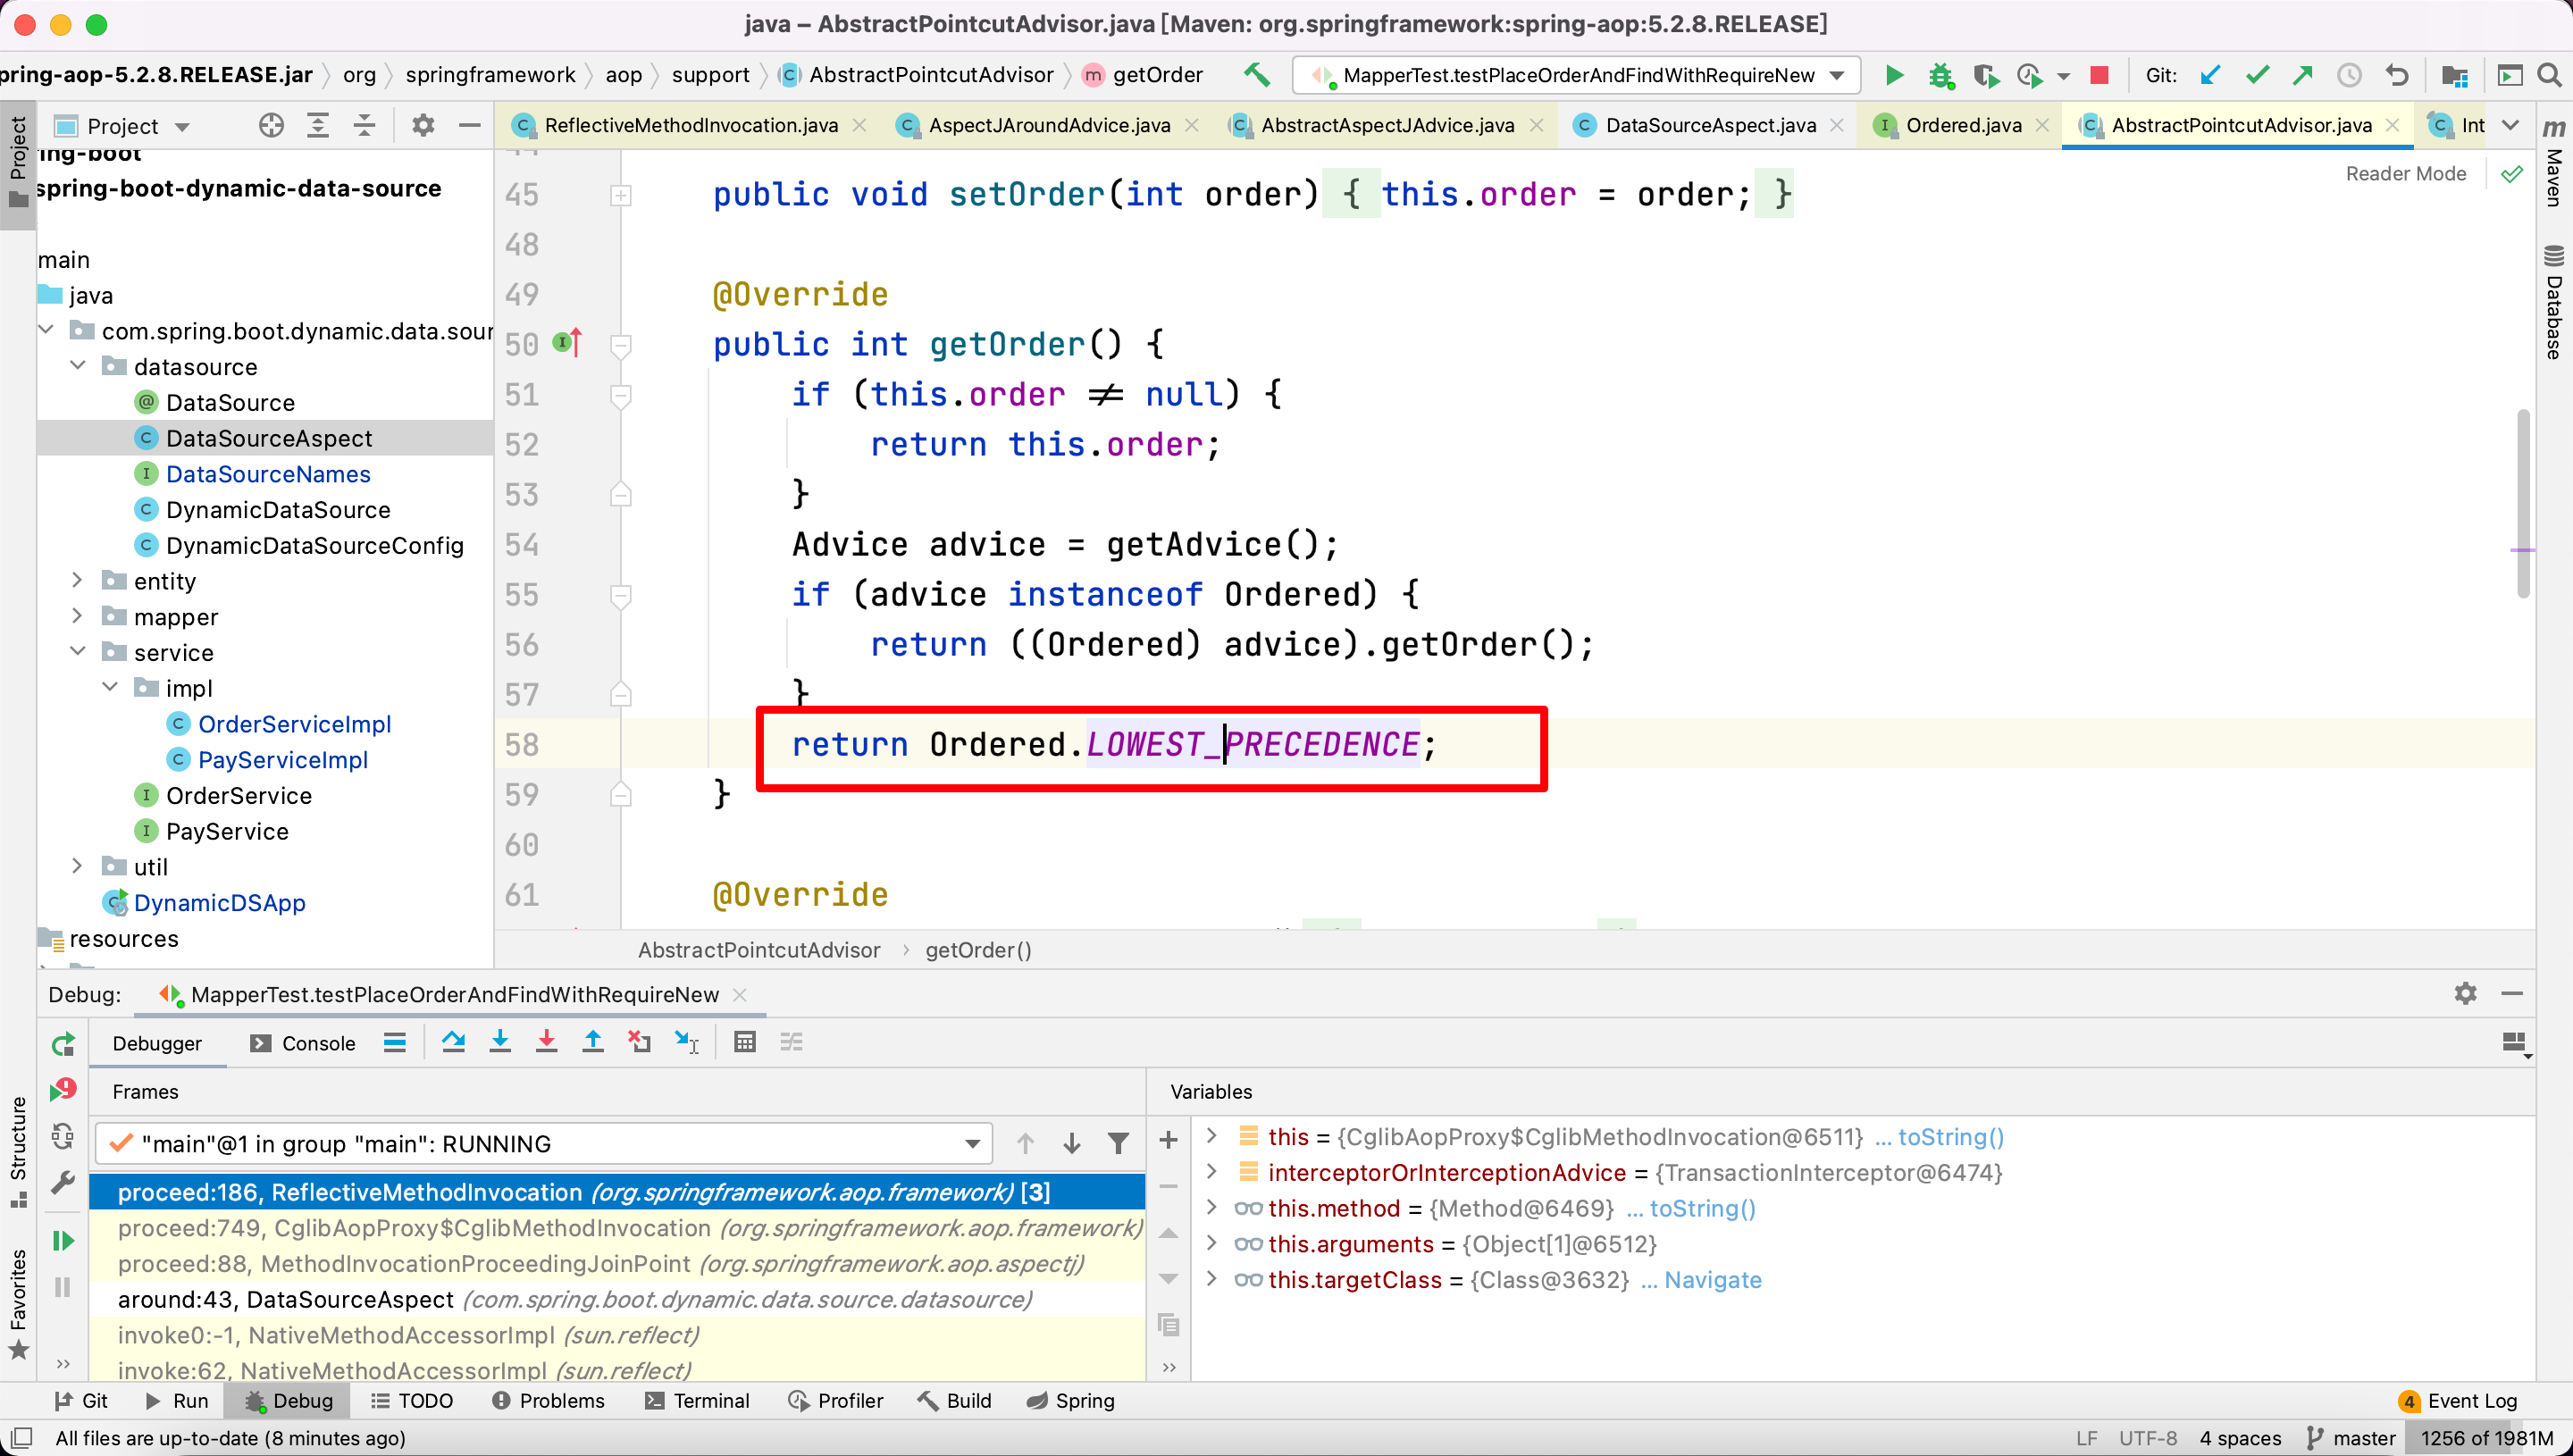 java – AbstractPointcutAdvisor.java [Maven: org.springframework:spring-aop:5.2.8.RELEASE]
pring-aop-5.2.8.RELEASE.jar org springframework aop support AbstractPointcutAdvisor getOrder MapperTest.testPlaceOrderAndFindWithRequireNew Git:
Project
ReflectiveMethodInvocation.java AspectJAroundAdvice.java AbstractAspectJAdvice.java DataSourceAspect.java Ordered.java AbstractPointcutAdvisor.java Int
Project
Maven
Database
Structure
Favorites
ing-boot
spring-boot-dynamic-data-source
main
java
com.spring.boot.dynamic.data.sour
datasource
DataSource
DataSourceAspect
DataSourceNames
DynamicDataSource
DynamicDataSourceConfig
entity
mapper
service
impl
OrderServiceImpl
PayServiceImpl
OrderService
PayService
util
DynamicDSApp
resources
Reader Mode
45 public void setOrder(int order) { this.order = order; }
48
49 @Override
50 public int getOrder() {
51 if (this.order ≠ null) {
52 return this.order;
53 }
54 Advice advice = getAdvice();
55 if (advice instanceof Ordered) {
56 return ((Ordered) advice).getOrder();
57 }
58 return Ordered.LOWEST_PRECEDENCE;
59 }
60
61 @Override
AbstractPointcutAdvisor › getOrder()
Debug: MapperTest.testPlaceOrderAndFindWithRequireNew
Debugger Console
Frames
"main"@1 in group "main": RUNNING
proceed:186, ReflectiveMethodInvocation (org.springframework.aop.framework) [3]
proceed:749, CglibAopProxy$CglibMethodInvocation (org.springframework.aop.framework)
proceed:88, MethodInvocationProceedingJoinPoint (org.springframework.aop.aspectj)
around:43, DataSourceAspect (com.spring.boot.dynamic.data.source.datasource)
invoke0:-1, NativeMethodAccessorImpl (sun.reflect)
invoke:62, NativeMethodAccessorImpl (sun.reflect)
Variables
this = {CglibAopProxy$CglibMethodInvocation@6511} ... toString()
interceptorOrInterceptionAdvice = {TransactionInterceptor@6474}
this.method = {Method@6469} ... toString()
this.arguments = {Object[1]@6512}
this.targetClass = {Class@3632} ... Navigate
Git Run Debug TODO Problems Terminal Profiler Build Spring 4 Event Log
All files are up-to-date (8 minutes ago) LF UTF-8 4 spaces master 1256 of 1981M